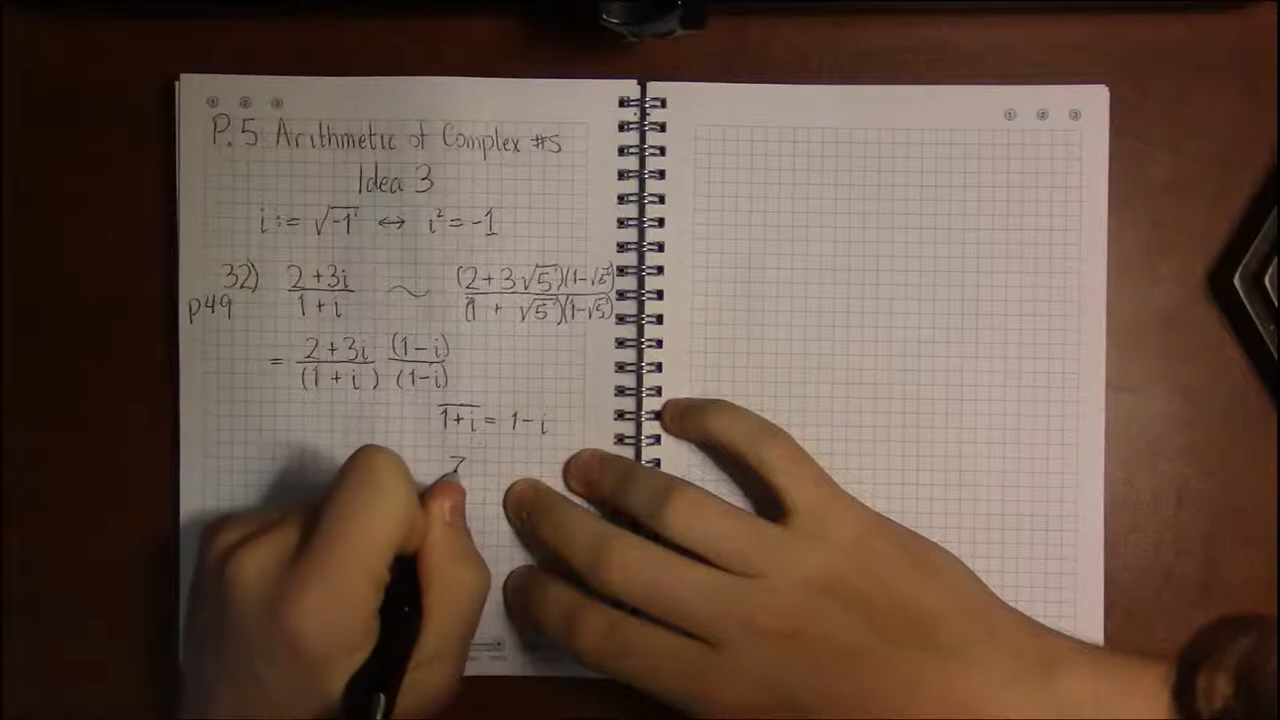 P.5 Arithmetic of Complex #s
Idea 3
i := √-1 ↔ i² = -1
32) (2+3i)/(1+i) ~ ((2+3√5)(1-√5))/((1+√5)(1-√5))
p49
= (2+3i)/(1+i) (1-i)/(1-i)
1+i̅ = 1-i